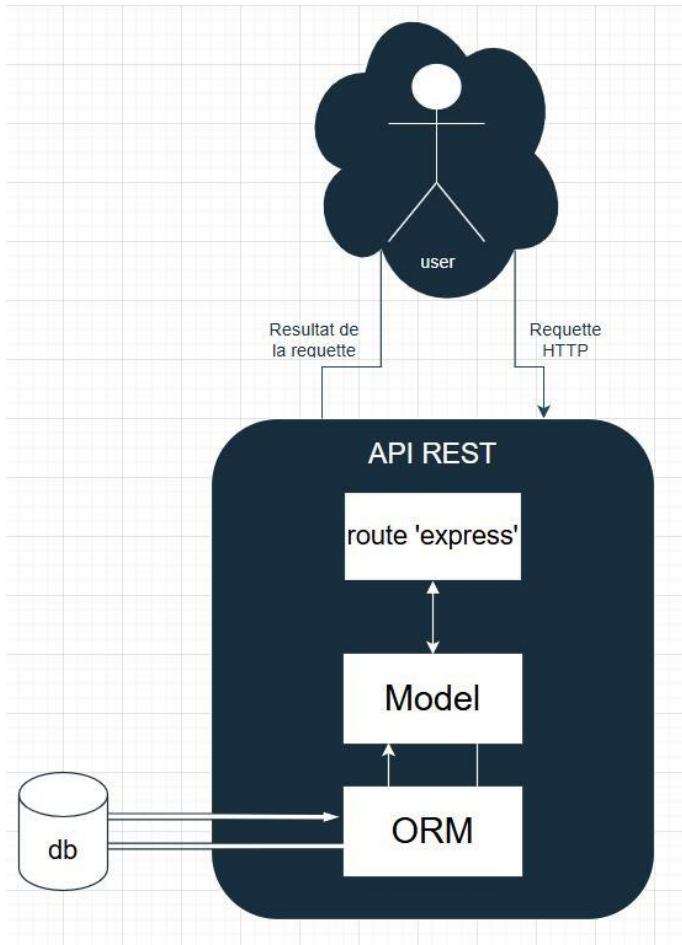 user
Resultat de
la requette
Requette
HTTP
API REST
route 'express'
Model
ORM
db